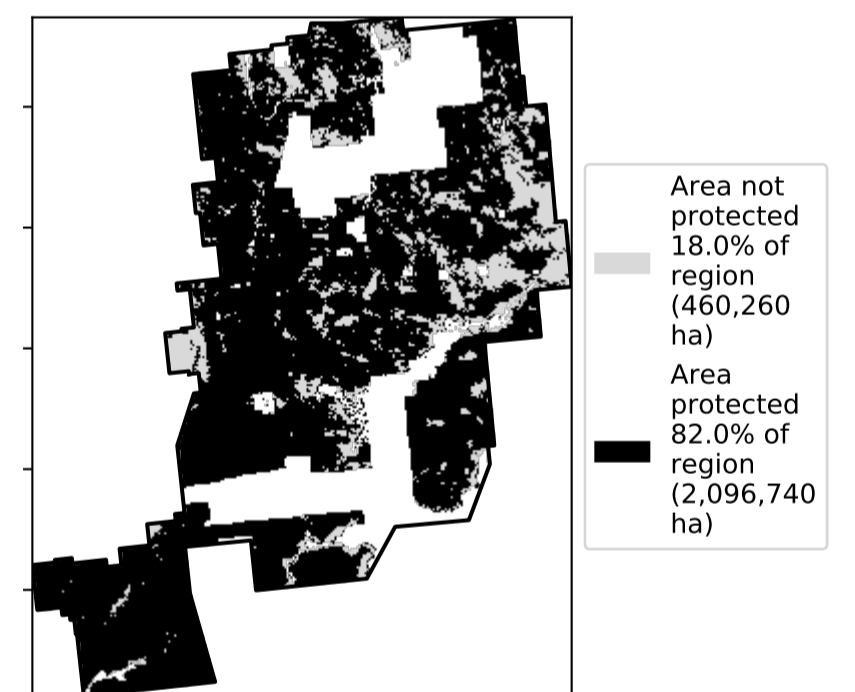 Area not
protected
18.0% of
region
(460,260
ha)
Area
protected
82.0% of
region
(2,096,740
ha)